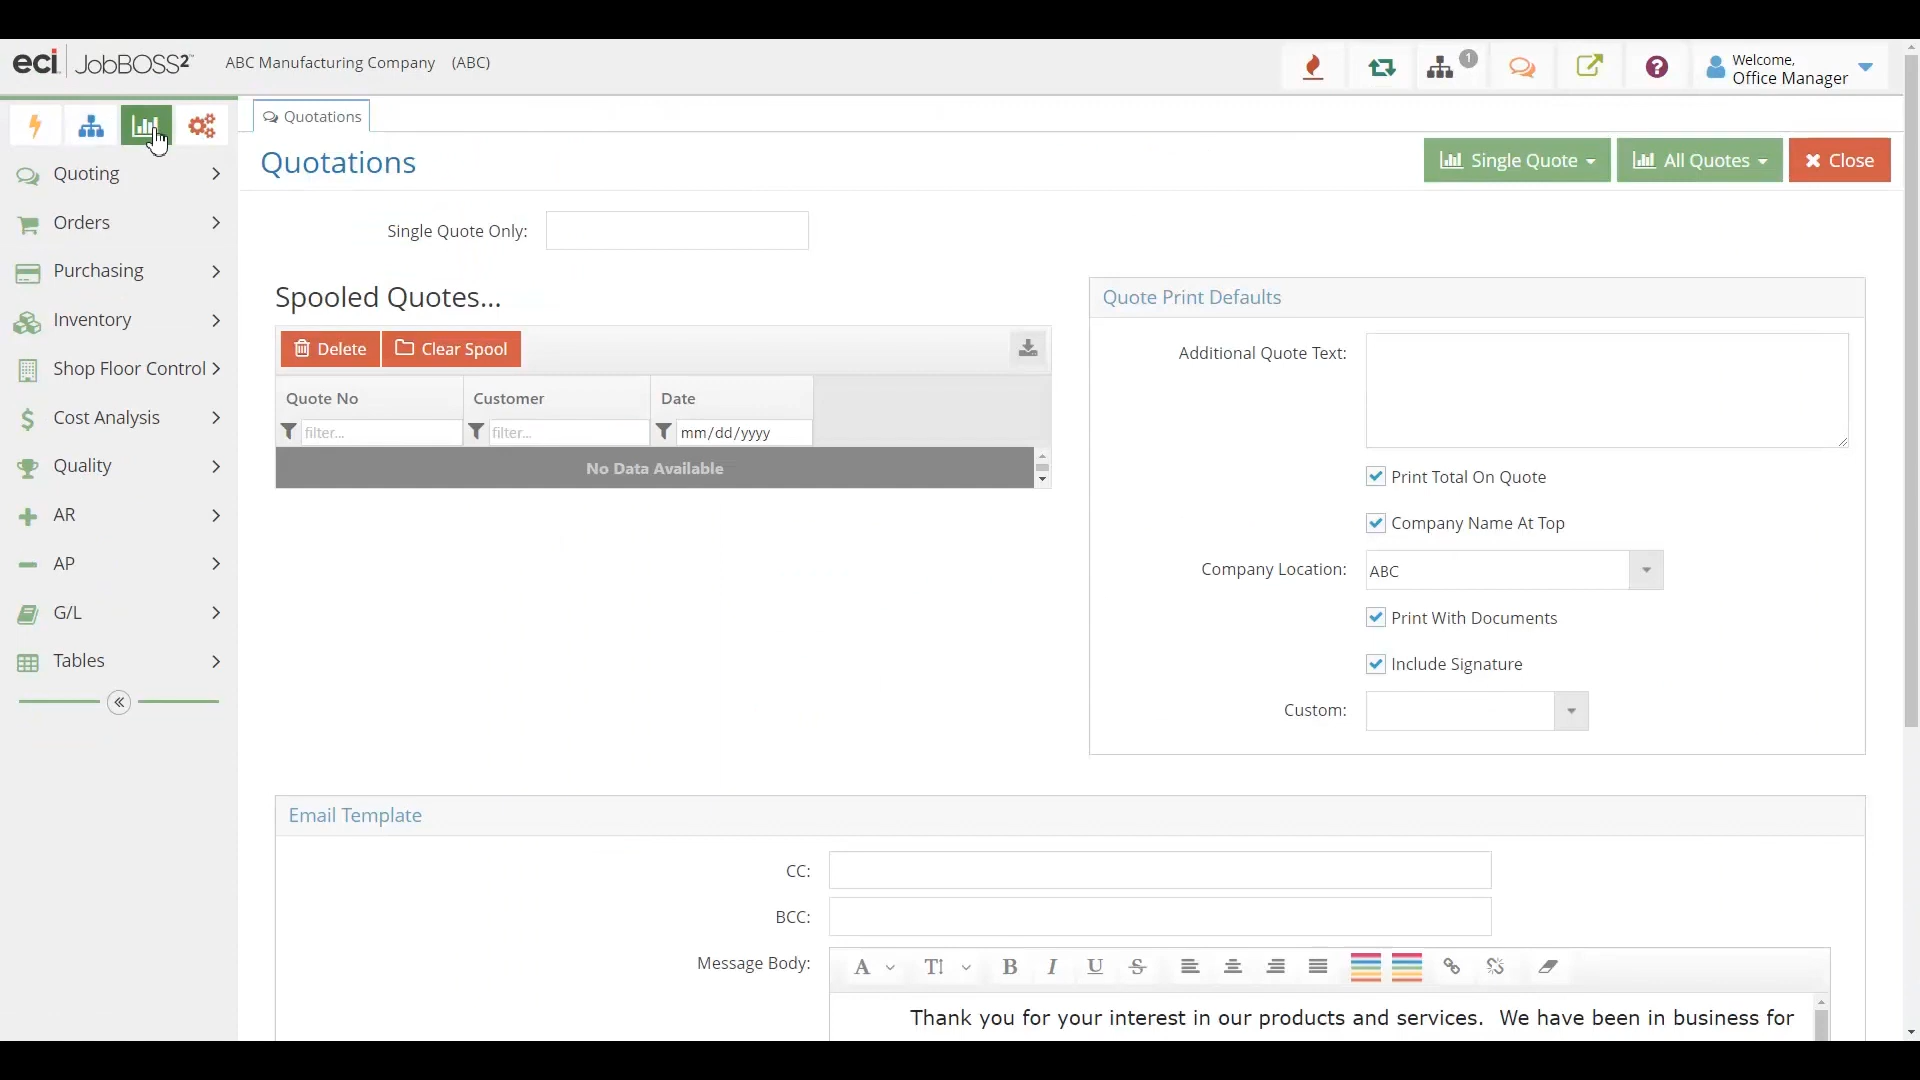 eci JobBOSS²™ ABC Manufacturing Company (ABC)
1
Welcome,
Office Manager
Quotations
Quotations
Single Quote
All Quotes
Close
Quoting
Orders
Purchasing
Inventory
Shop Floor Control
Cost Analysis
Quality
AR
AP
G/L
Tables
Single Quote Only:
Spooled Quotes...
Delete
Clear Spool
Quote No Customer Date
filter... filter... mm/dd/yyyy
No Data Available
Quote Print Defaults
Additional Quote Text:
Print Total On Quote
Company Name At Top
Company Location: ABC
Print With Documents
Include Signature
Custom:
Email Template
CC:
BCC:
Message Body:
A T B I U S
Thank you for your interest in our products and services. We have been in business for